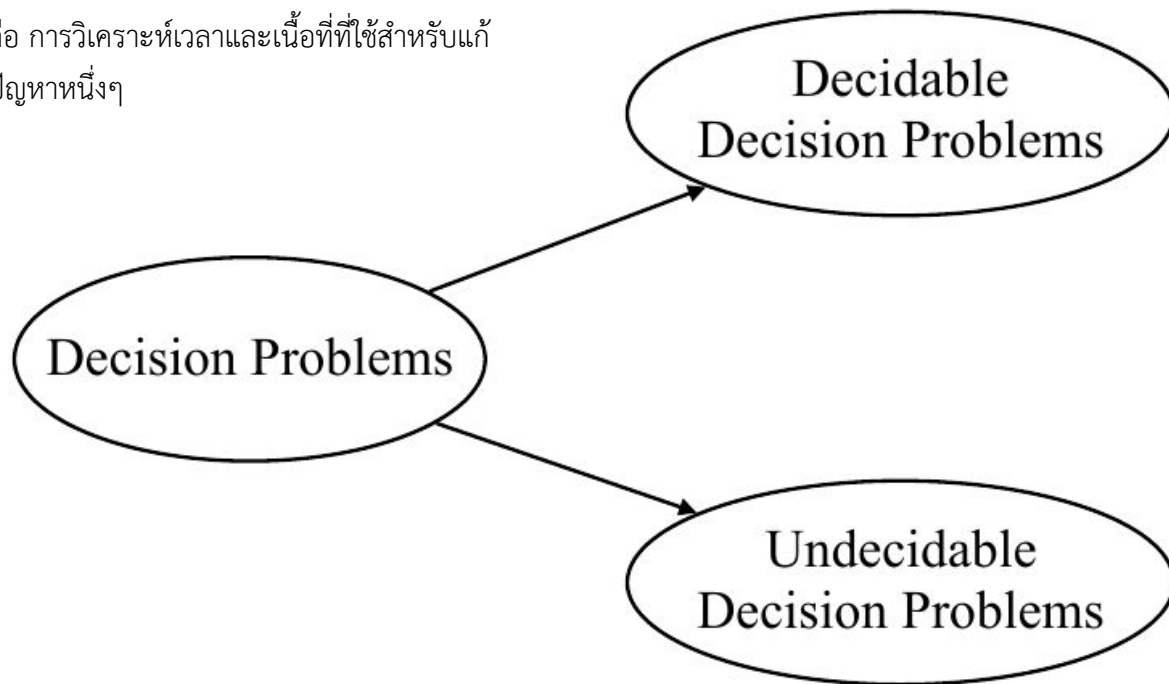 คือ การวิเคราะห์เวลาและเนื้อที่ที่ใช้สำหรับแก้
ปัญหาหนึ่งๆ
Decidable
Decision Problems
Decision Problems
Undecidable
Decision Problems